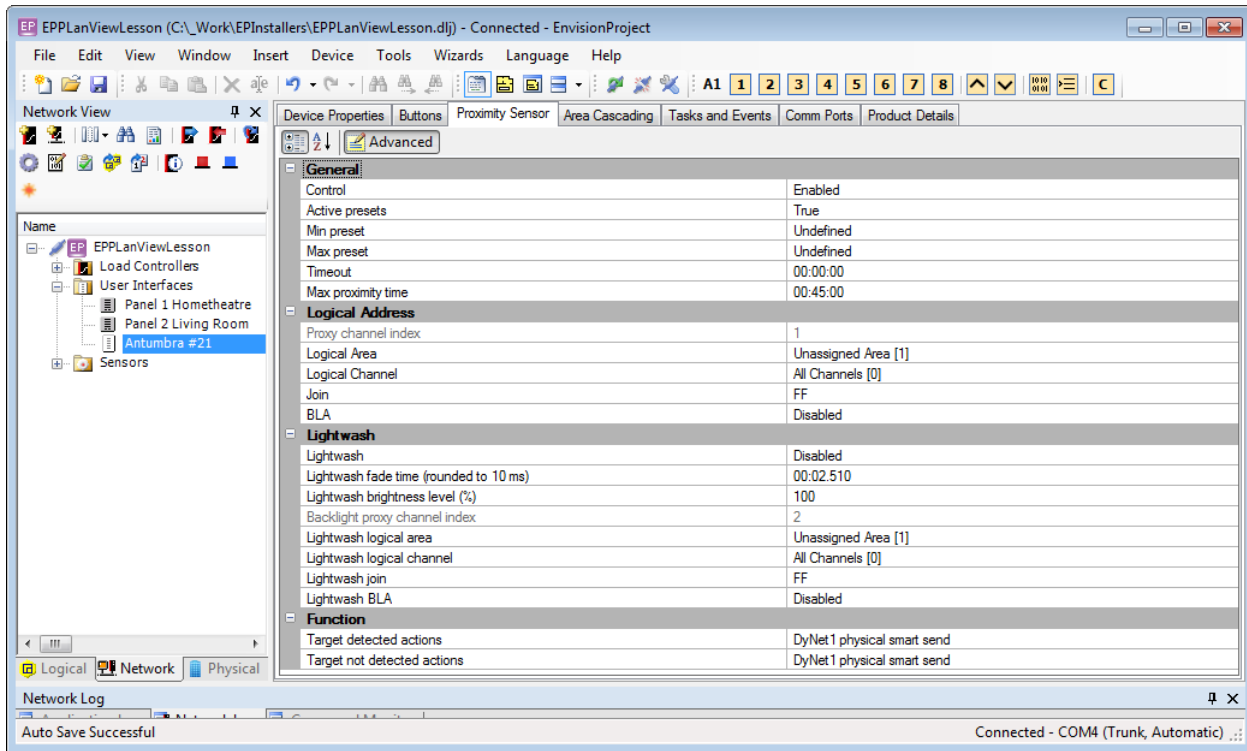 EP EPPLanViewLesson (C:\_Work\EPInstallers\EPPLanViewLesson.dlj) - Connected - EnvisionProject
File Edit View Window Insert Device Tools Wizards Language Help
A1 1 2 3 4 5 6 7 8 C
Network View
Device Properties Buttons Proximity Sensor Area Cascading Tasks and Events Comm Ports Product Details
Advanced
Name
EP EPPLanViewLesson
Load Controllers
User Interfaces
Panel 1 Hometheatre
Panel 2 Living Room
Antumbra #21
Sensors
General
Control Enabled
Active presets True
Min preset Undefined
Max preset Undefined
Timeout 00:00:00
Max proximity time 00:45:00
Logical Address
Proxy channel index 1
Logical Area Unassigned Area [1]
Logical Channel All Channels [0]
Join FF
BLA Disabled
Lightwash
Lightwash Disabled
Lightwash fade time (rounded to 10 ms) 00:02.510
Lightwash brightness level (%) 100
Backlight proxy channel index 2
Lightwash logical area Unassigned Area [1]
Lightwash logical channel All Channels [0]
Lightwash join FF
Lightwash BLA Disabled
Function
Target detected actions DyNet1 physical smart send
Target not detected actions DyNet1 physical smart send
Logical Network Physical
Network Log
Auto Save Successful Connected - COM4 (Trunk, Automatic)